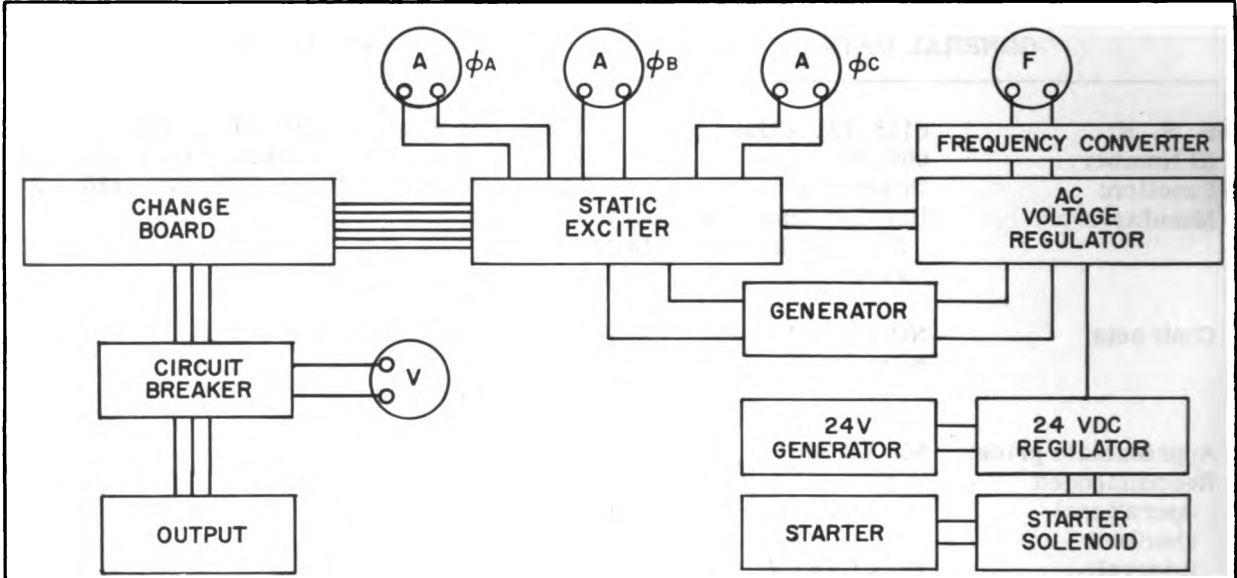 A ϕA A ϕB A ϕC F
FREQUENCY CONVERTER
CHANGE
BOARD
STATIC
EXCITER
AC
VOLTAGE
REGULATOR
GENERATOR
CIRCUIT
BREAKER
V
24V
GENERATOR
24 VDC
REGULATOR
OUTPUT
STARTER
STARTER
SOLENOID